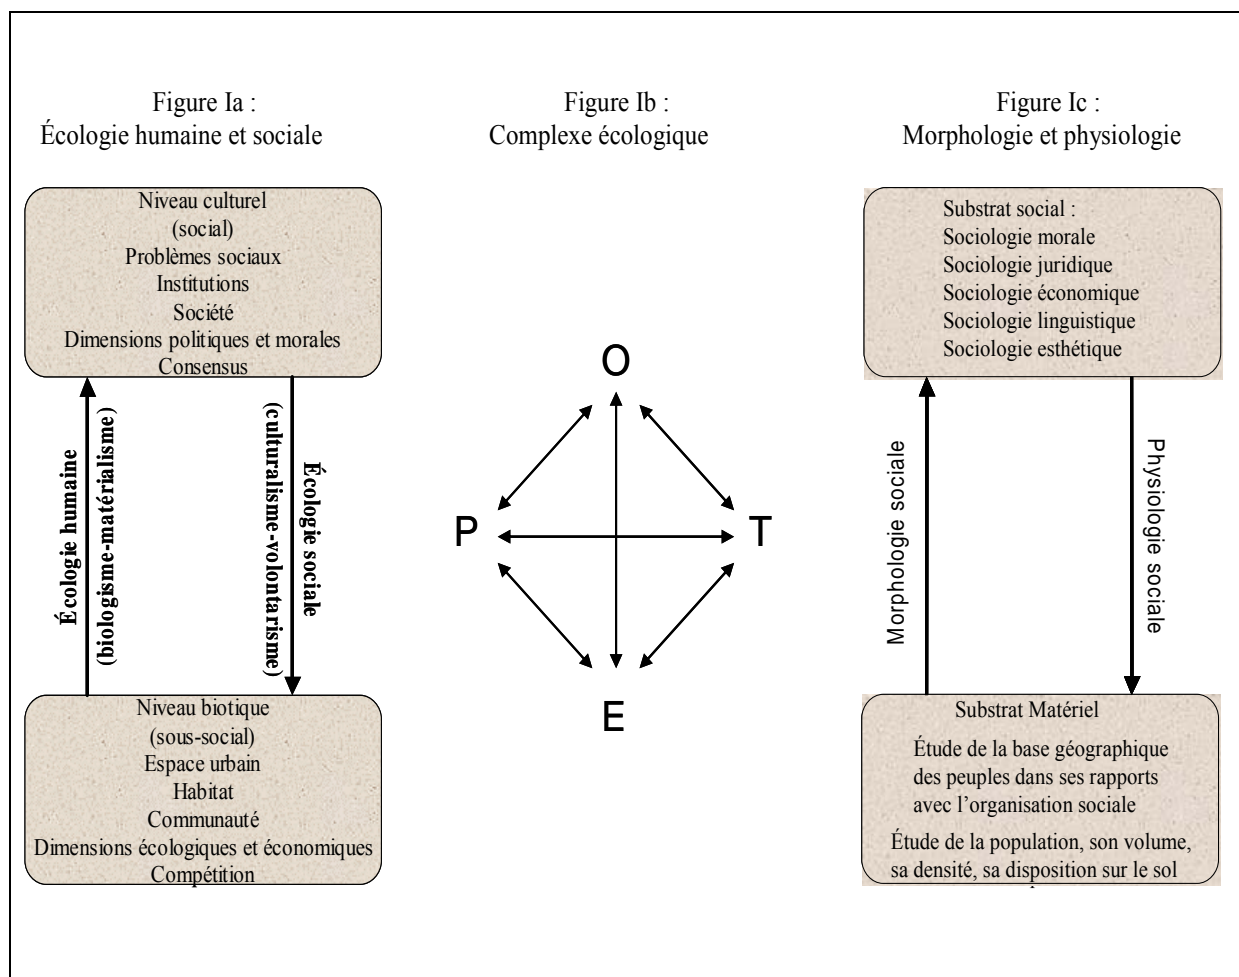 Figure Ia :
Écologie humaine et sociale
Niveau culturel
(social)
Problèmes sociaux
Institutions
Société
Dimensions politiques et morales
Consensus
Écologie humaine
(biologisme-matérialisme)
(culturalisme-volontarisme)
Écologie sociale
Niveau biotique
(sous-social)
Espace urbain
Habitat
Communauté
Dimensions écologiques et économiques
Compétition
Figure Ib :
Complexe écologique
O
P
T
E
Figure Ic :
Morphologie et physiologie
Substrat social :
Sociologie morale
Sociologie juridique
Sociologie économique
Sociologie linguistique
Sociologie esthétique
Morphologie sociale
Physiologie sociale
Substrat Matériel
Étude de la base géographique
des peuples dans ses rapports
avec l’organisation sociale
Étude de la population, son volume,
sa densité, sa disposition sur le sol